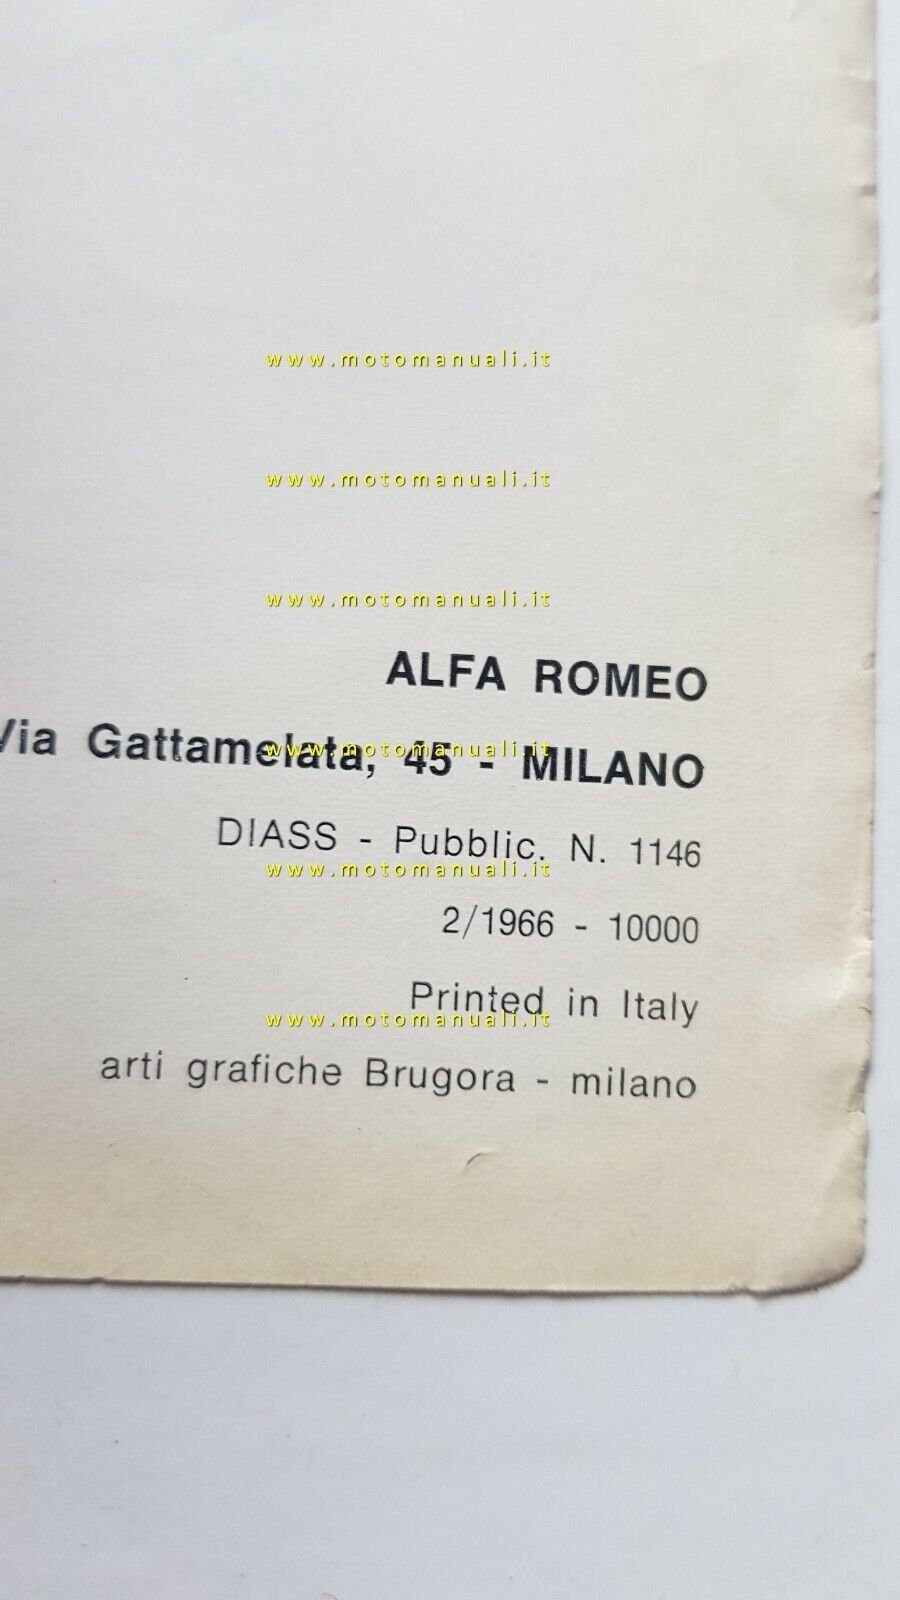 www.motomanuali.it
www.motomanuali.it
www.motomanuali.it
ALFA ROMEO
Via Gattamelata, 45 - MILANO
www.motomanuali.it
DIASS - Pubblic. N. 1146
www.motomanuali.it
2/1966 - 10000
Printed in Italy
www.motomanuali.it
arti grafiche Brugora - milano